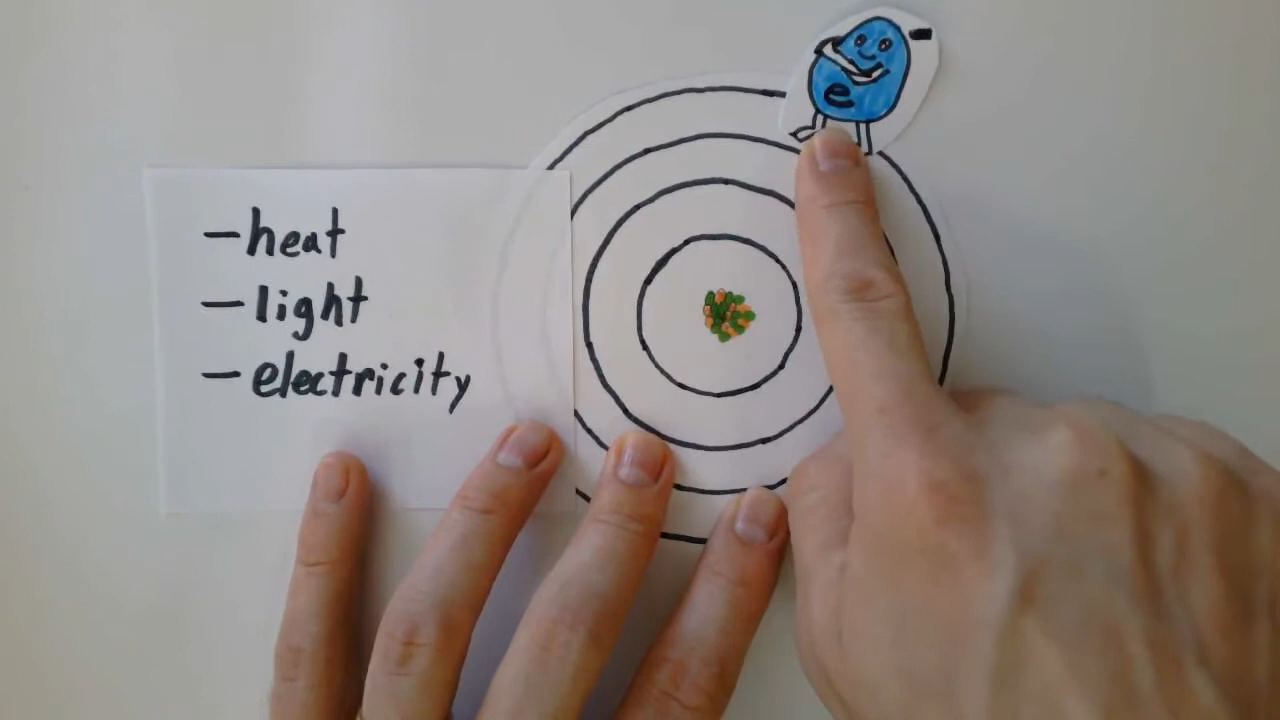 – heat
– light
– electricity
e
-